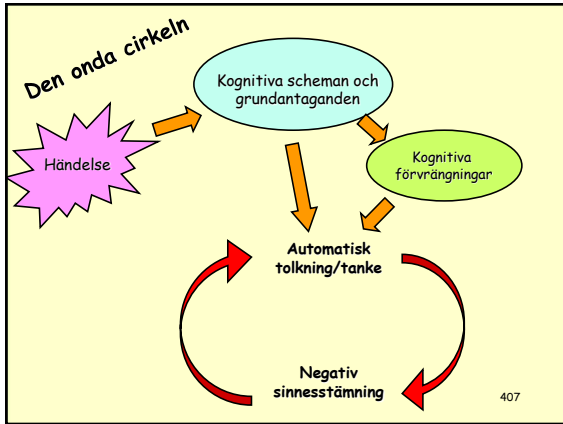 Den onda cirkeln
Kognitiva scheman och
grundantaganden
Händelse
Kognitiva
förvrängningar
Automatisk
tolkning/tanke
Negativ
sinnesstämning
407